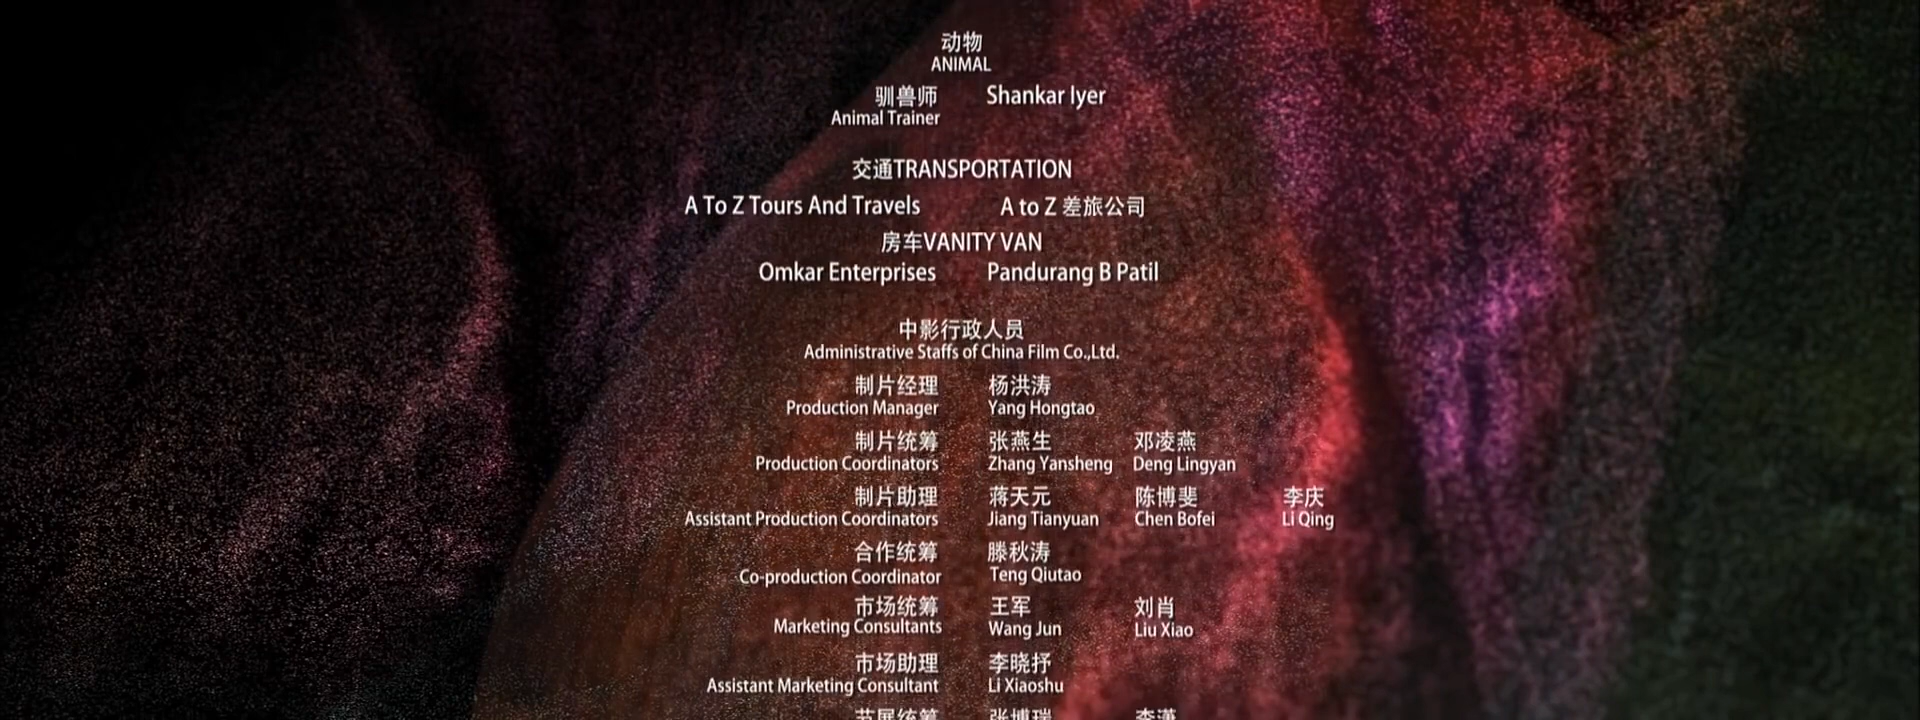 动物
ANIMAL
驯兽师 Shankar Iyer
Animal Trainer
交通TRANSPORTATION
A To Z Tours And Travels A to Z 差旅公司
房车VANITY VAN
Omkar Enterprises Pandurang B Patil
中影行政人员
Administrative Staffs of China Film Co.,Ltd.
制片经理 杨洪涛
Production Manager Yang Hongtao
制片统筹 张燕生 邓凌燕
Production Coordinators Zhang Yansheng Deng Lingyan
制片助理 蒋天元 陈博斐 李庆
Assistant Production Coordinators Jiang Tianyuan Chen Bofei Li Qing
合作统筹 滕秋涛
Co-production Coordinator Teng Qiutao
市场统筹 王军 刘肖
Marketing Consultants Wang Jun Liu Xiao
市场助理 李晓抒
Assistant Marketing Consultant Li Xiaoshu
统筹 张博瑞 李潇